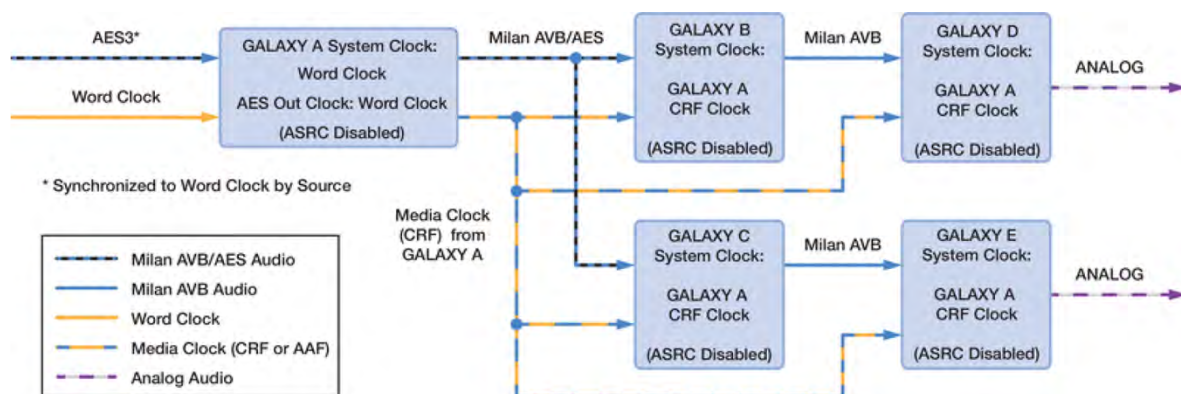 AES3*
Word Clock
GALAXY A System Clock:
Word Clock
AES Out Clock: Word Clock
(ASRC Disabled)
Milan AVB/AES
GALAXY B
System Clock:
GALAXY A
CRF Clock
(ASRC Disabled)
Milan AVB
GALAXY D
System Clock:
GALAXY A
CRF Clock
(ASRC Disabled)
ANALOG
* Synchronized to Word Clock by Source
Media Clock
(CRF) from
GALAXY A
GALAXY C
System Clock:
GALAXY A
CRF Clock
(ASRC Disabled)
Milan AVB
GALAXY E
System Clock:
GALAXY A
CRF Clock
(ASRC Disabled)
ANALOG
Milan AVB/AES Audio
Milan AVB Audio
Word Clock
Media Clock (CRF or AAF)
Analog Audio